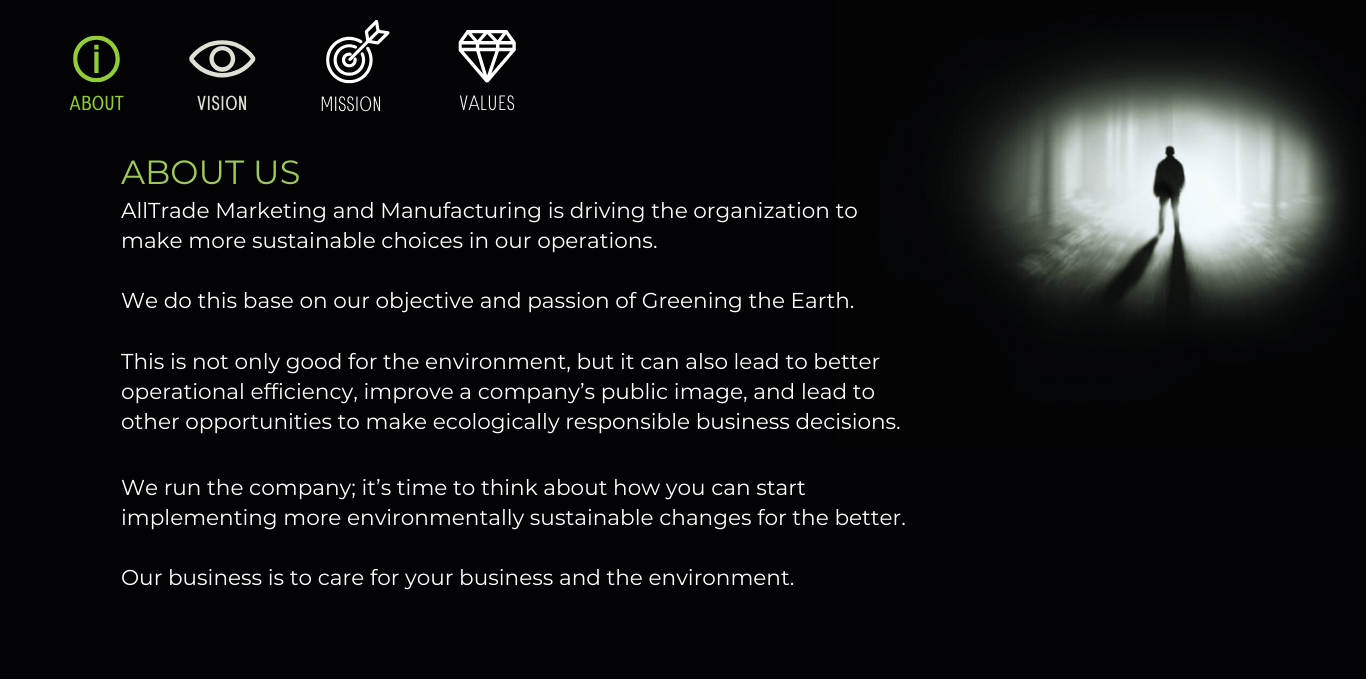 ABOUT
VISION
MISSION
VALUES
ABOUT US
AllTrade Marketing and Manufacturing is driving the organization to
make more sustainable choices in our operations.
We do this base on our objective and passion of Greening the Earth.
This is not only good for the environment, but it can also lead to better
operational efficiency, improve a company’s public image, and lead to
other opportunities to make ecologically responsible business decisions.
We run the company; it’s time to think about how you can start
implementing more environmentally sustainable changes for the better.
Our business is to care for your business and the environment.